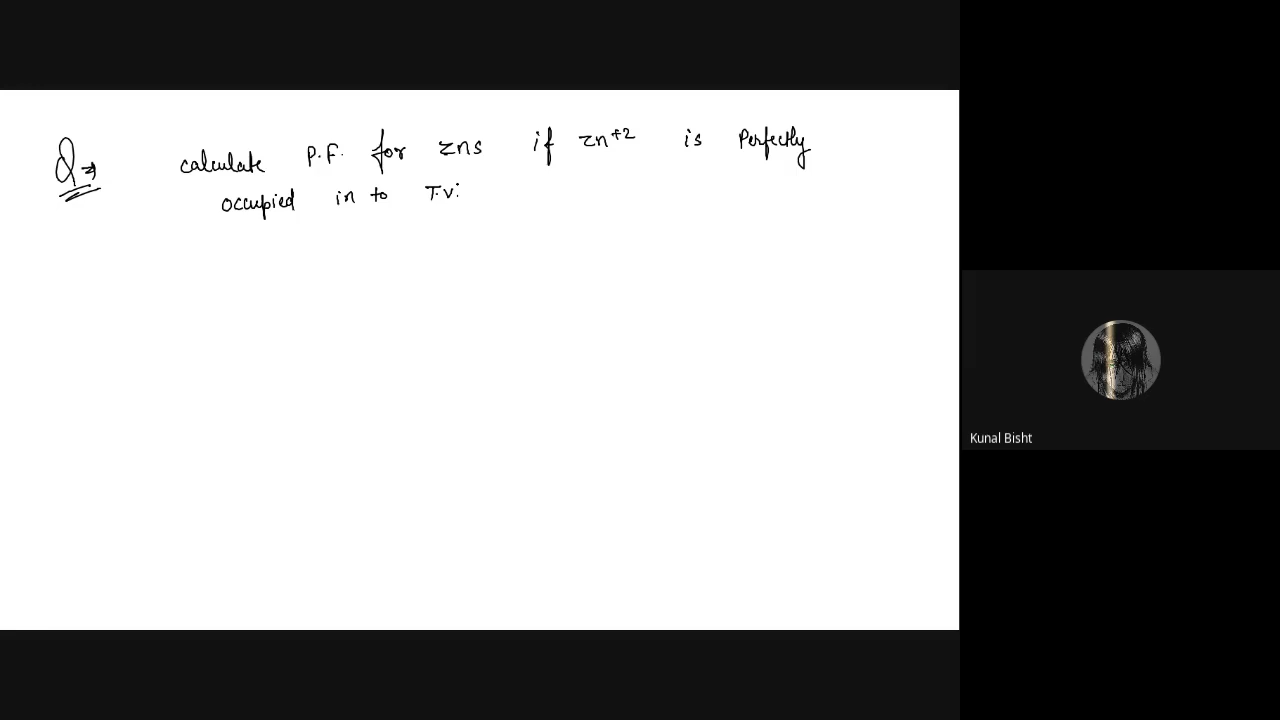 Q→ calculate P.F. for zns if zn+2 is Perfectly
occupied in to T.V.
Kunal Bisht